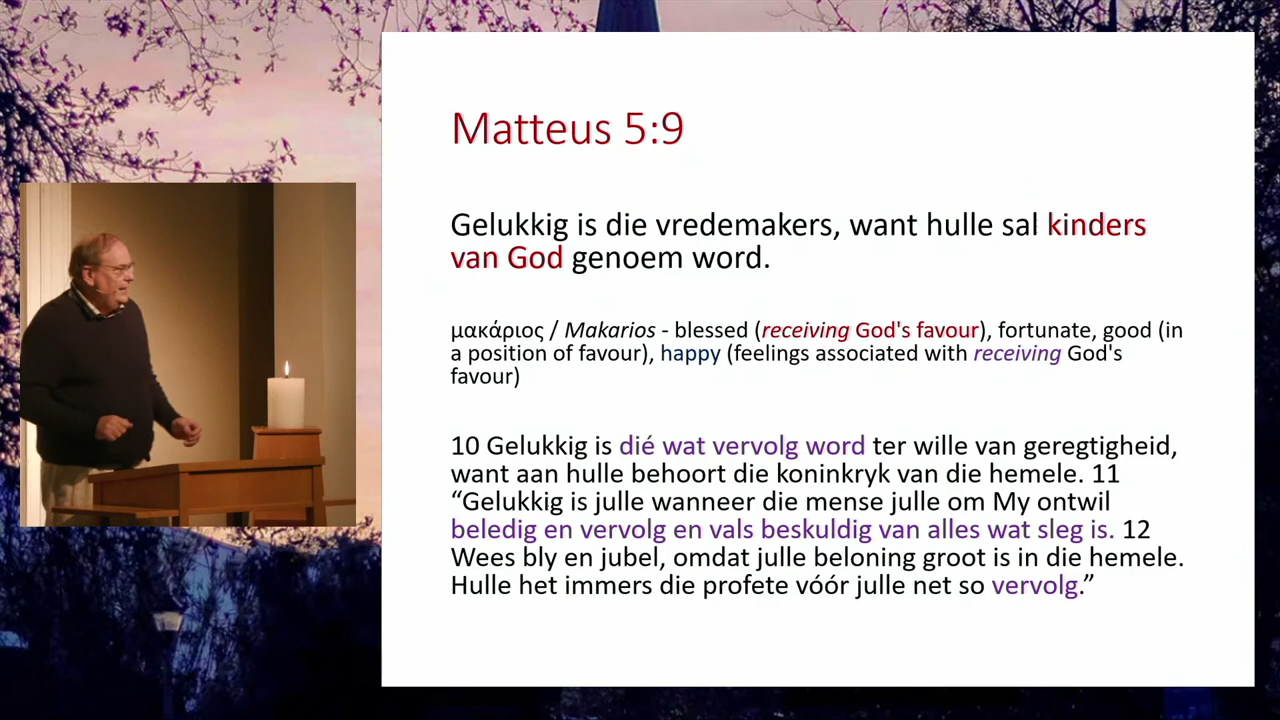 Matteus 5:9
Gelukkig is die vredemakers, want hulle sal kinders
van God genoem word.
μακάριος / Makarios - blessed (receiving God's favour), fortunate, good (in
a position of favour), happy (feelings associated with receiving God's
favour)
10 Gelukkig is dié wat vervolg word ter wille van geregtigheid,
want aan hulle behoort die koninkryk van die hemele. 11
“Gelukkig is julle wanneer die mense julle om My ontwil
beledig en vervolg en vals beskuldig van alles wat sleg is. 12
Wees bly en jubel, omdat julle beloning groot is in die hemele.
Hulle het immers die profete vóór julle net so vervolg.”